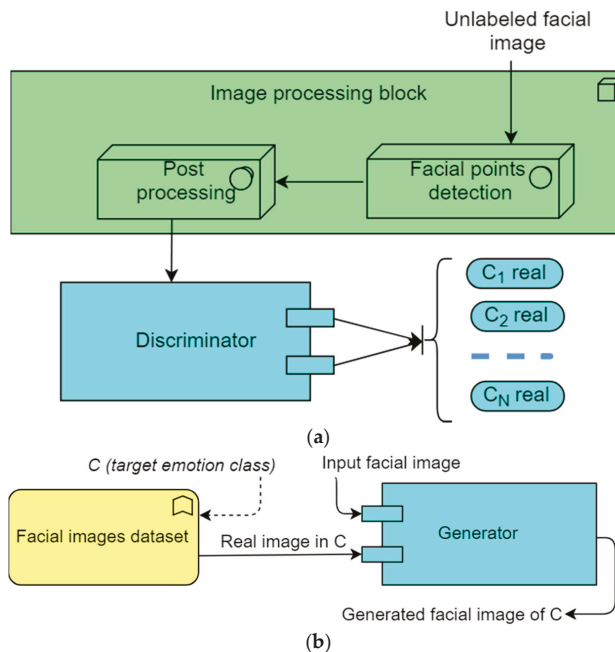 Unlabeled facial
image
Image processing block
Post
processing
Facial points
detection
Discriminator
C₁ real
C₂ real
C_N real
(a)
C (target emotion class)
Input facial image
Facial images dataset
Real image in C
Generator
Generated facial image of C
(b)